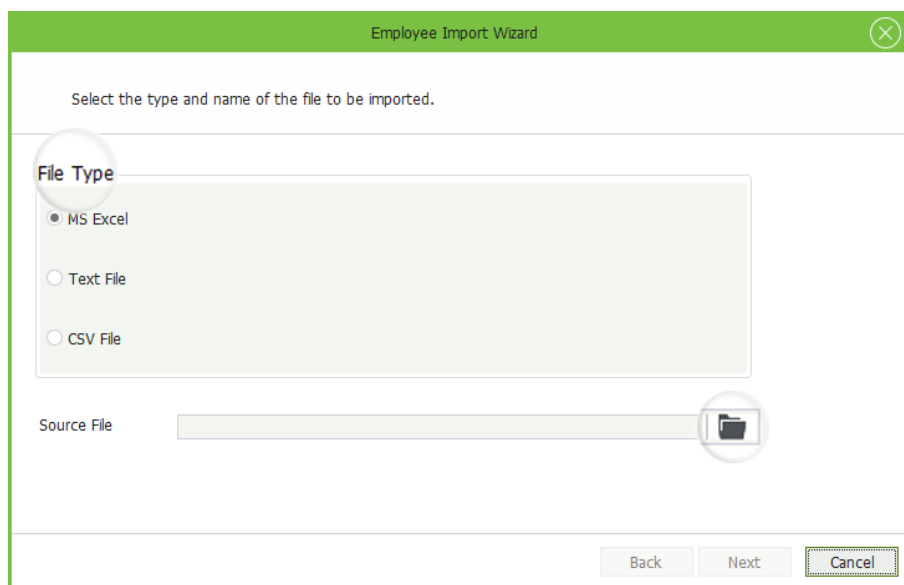 Employee Import Wizard
Select the type and name of the file to be imported.
File Type
MS Excel
Text File
CSV File
Source File
Back Next Cancel